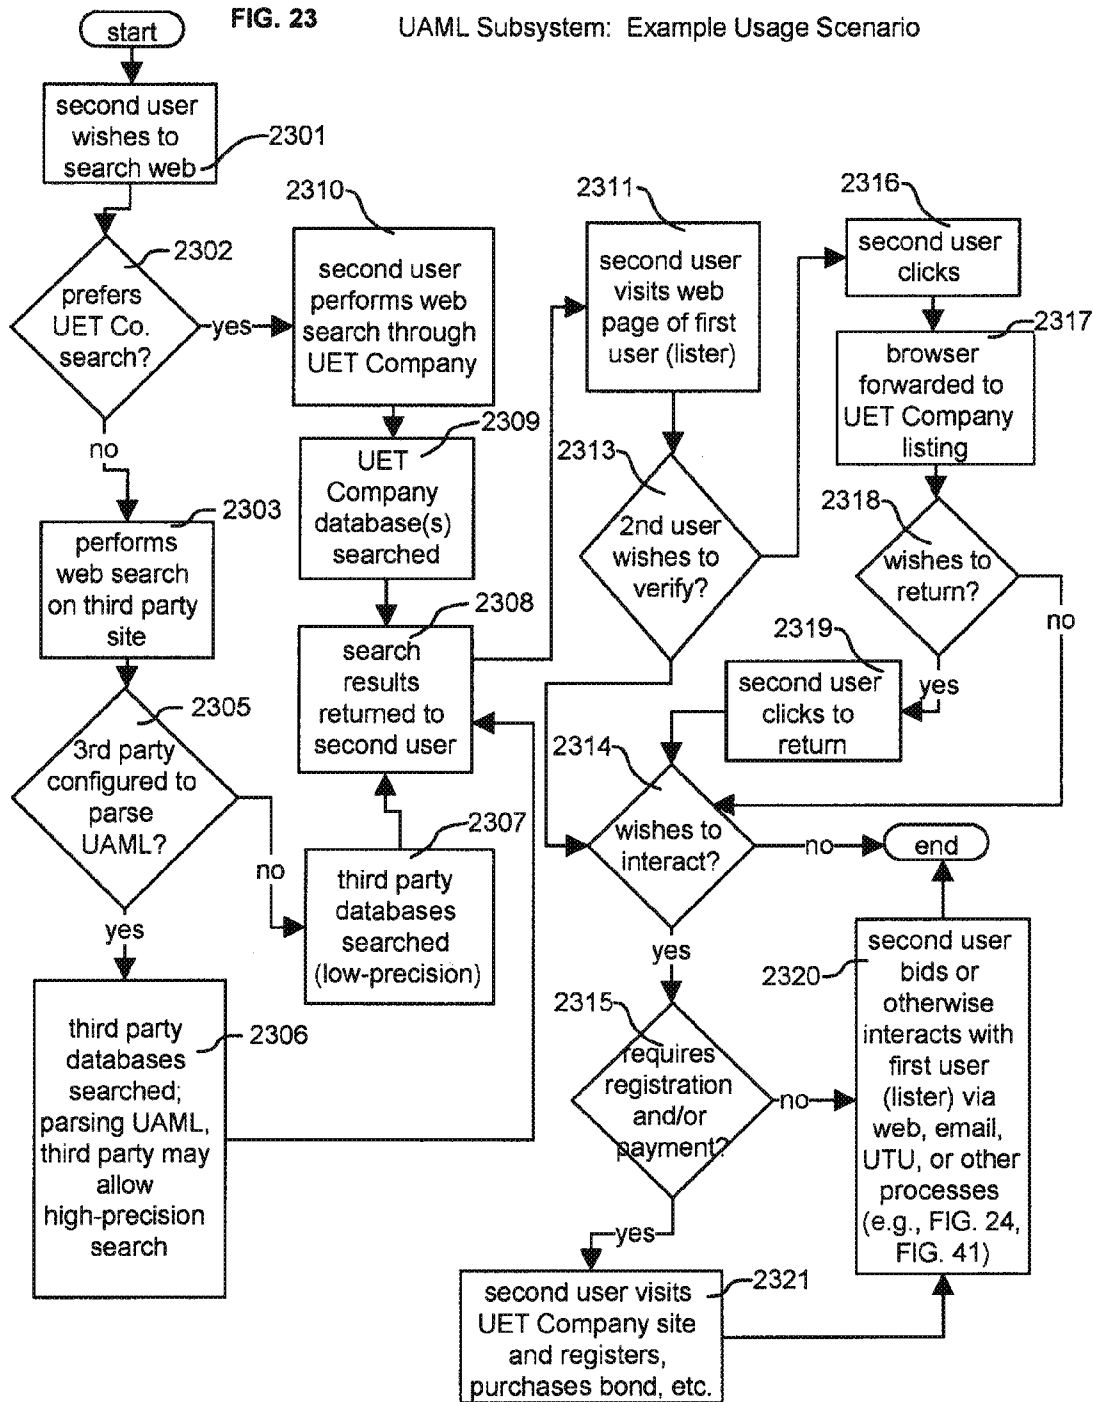 FIG. 23
UAML Subsystem: Example Usage Scenario
start
second user
wishes to
search web
2301
2302
prefers
UET Co.
search?
yes
no
2303
performs
web search
on third party
site
2305
3rd party
configured to
parse
UAML?
no
yes
2306
third party
databases
searched;
parsing UAML,
third party may
allow
high-precision
search
2310
second user
performs web
search through
UET Company
2309
UET
Company
database(s)
searched
2308
search
results
returned to
second user
2307
third party
databases
searched
(low-precision)
2311
second user
visits web
page of first
user (lister)
2313
2nd user
wishes to
verify?
2316
second user
clicks
2317
browser
forwarded to
UET Company
listing
2318
wishes to
return?
no
yes
2319
second user
clicks to
return
2314
wishes to
interact?
no
end
yes
2315
requires
registration
and/or
payment?
no
yes
2320
second user
bids or
otherwise
interacts with
first user
(lister) via
web, email,
UTU, or other
processes
(e.g., FIG. 24,
FIG. 41)
2321
second user visits
UET Company site
and registers,
purchases bond, etc.